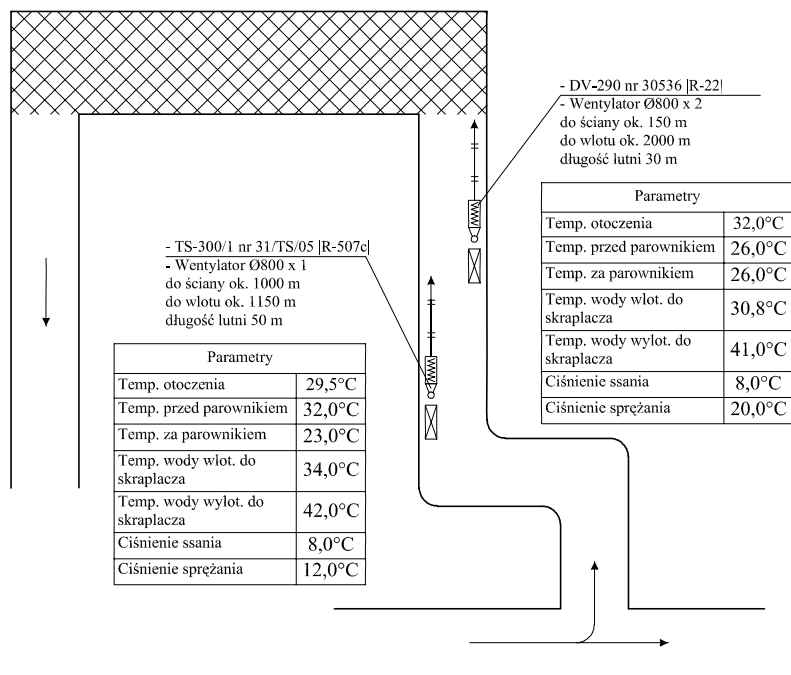 - DV-290 nr 30536 |R-22|
- Wentylator Ø800 x 2
do ściany ok. 150 m
do wlotu ok. 2000 m
długość lutni 30 m
Parametry
Temp. otoczenia 32,0°C
Temp. przed parownikiem 26,0°C
Temp. za parownikiem 26,0°C
Temp. wody wlot. do
skraplacza 30,8°C
Temp. wody wylot. do
skraplacza 41,0°C
Ciśnienie ssania 8,0°C
Ciśnienie sprężania 20,0°C
- TS-300/1 nr 31/TS/05 |R-507c|
- Wentylator Ø800 x 1
do ściany ok. 1000 m
do wlotu ok. 1150 m
długość lutni 50 m
Parametry
Temp. otoczenia 29,5°C
Temp. przed parownikiem 32,0°C
Temp. za parownikiem 23,0°C
Temp. wody wlot. do
skraplacza 34,0°C
Temp. wody wylot. do
skraplacza 42,0°C
Ciśnienie ssania 8,0°C
Ciśnienie sprężania 12,0°C